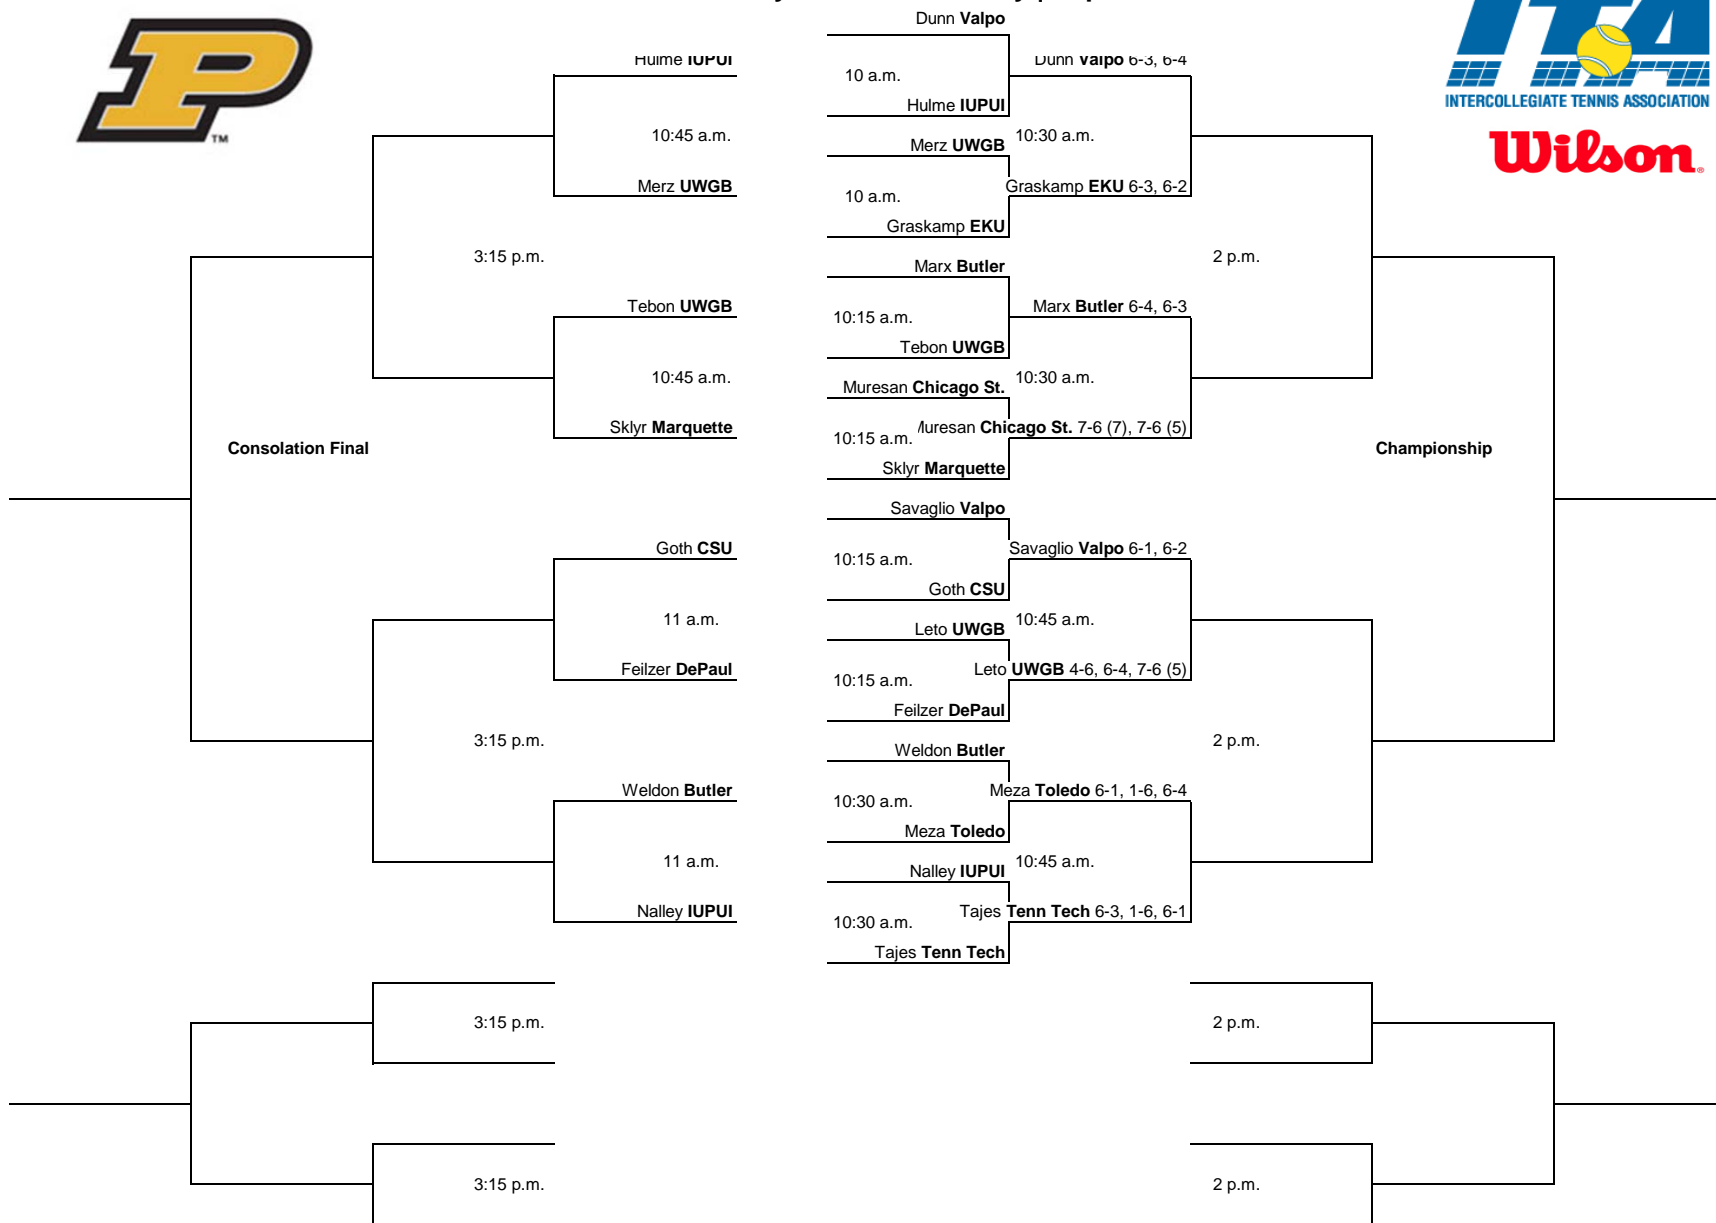 Dunn Valpo
Hulme IUPUI
Dunn Valpo 6-3, 6-4
10 a.m.
INTERCOLLEGIATE TENNIS ASSOCIATION
Hulme IUPUI
10:45 a.m.
10:30 a.m.
Merz UWGB
Wilson
TM
Merz UWGB
Graskamp EKU 6-3, 6-2
10 a.m.
Graskamp EKU
3:15 p.m.
2 p.m.
Marx Butler
Tebon UWGB
Marx Butler 6-4, 6-3
10:15 a.m.
Tebon UWGB
10:45 a.m.
10:30 a.m.
Muresan Chicago St.
Sklyr Marquette
Muresan Chicago St. 7-6 (7), 7-6 (5)
10:15 a.m.
Consolation Final
Championship
Sklyr Marquette
Savaglio Valpo
Goth CSU
Savaglio Valpo 6-1, 6-2
10:15 a.m.
Goth CSU
11 a.m.
10:45 a.m.
Leto UWGB
Feilzer DePaul
Leto UWGB 4-6, 6-4, 7-6 (5)
10:15 a.m.
Feilzer DePaul
3:15 p.m.
2 p.m.
Weldon Butler
Weldon Butler
Meza Toledo 6-1, 1-6, 6-4
10:30 a.m.
Meza Toledo
11 a.m.
10:45 a.m.
Nalley IUPUI
Nalley IUPUI
Tajes Tenn Tech 6-3, 1-6, 6-1
10:30 a.m.
Tajes Tenn Tech
3:15 p.m.
2 p.m.
3:15 p.m.
2 p.m.